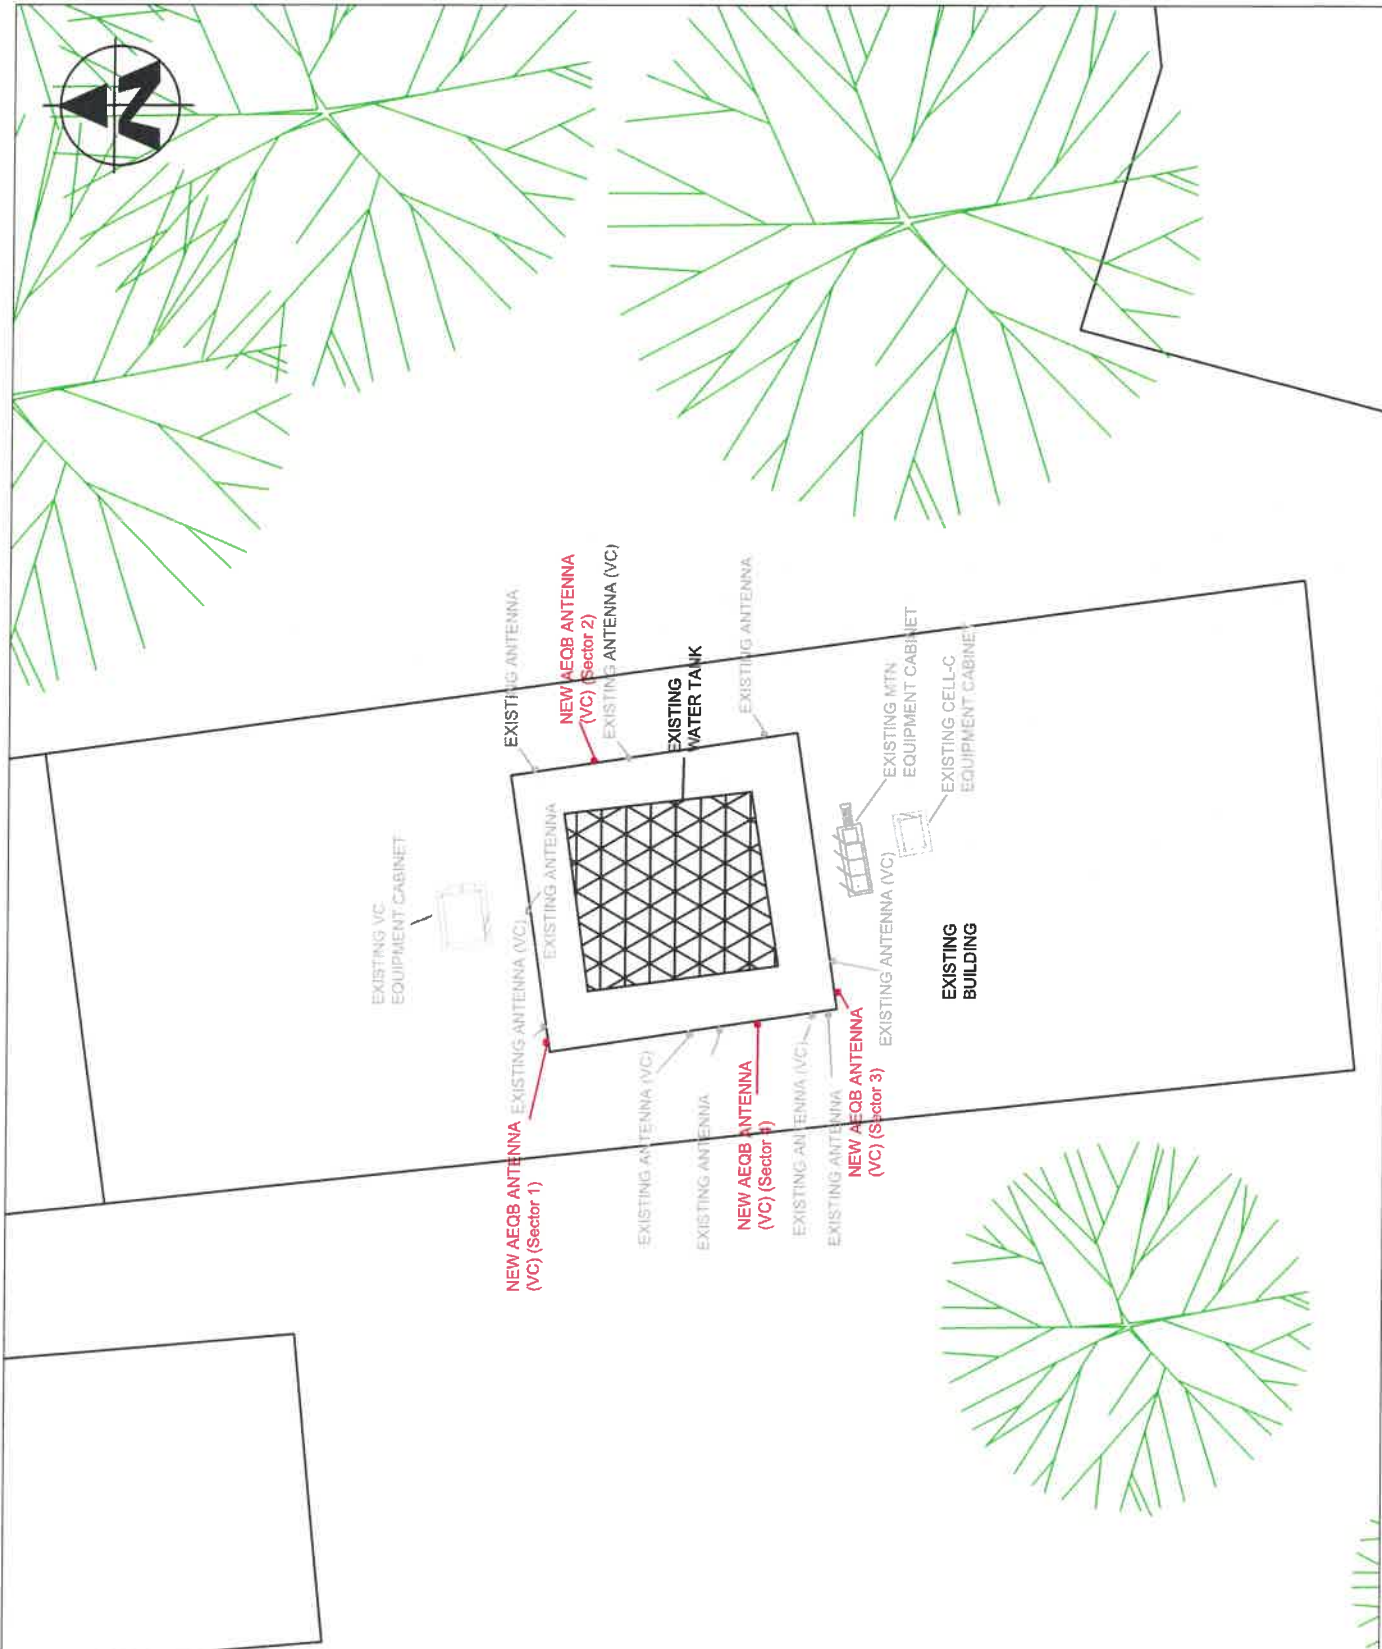 N
EXISTING VC
EQUIPMENT CABINET
EXISTING ANTENNA
NEW AEQB ANTENNA
(VC) (Sector 2)
EXISTING ANTENNA (VC)
EXISTING
WATER TANK
EXISTING ANTENNA
EXISTING MTN
EQUIPMENT CABINET
EXISTING CELL-C
EQUIPMENT CABINET
EXISTING ANTENNA
EXISTING ANTENNA (VC)
NEW AEQB ANTENNA
(VC) (Sector 1)
EXISTING ANTENNA (VC)
EXISTING ANTENNA
NEW AEQB ANTENNA
(VC) (Sector 4)
EXISTING ANTENNA (VC)
EXISTING ANTENNA
NEW AEQB ANTENNA
(VC) (Sector 3)
EXISTING ANTENNA (VC)
EXISTING
BUILDING